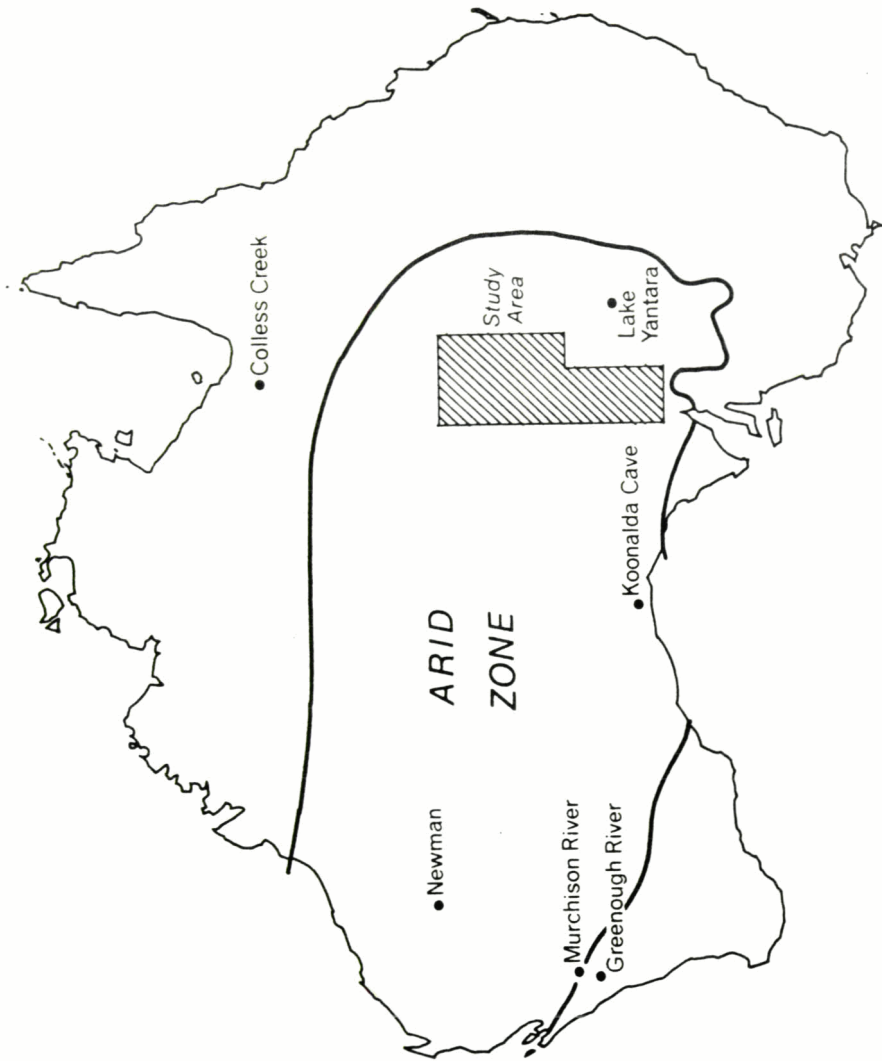 Colless Creek
Study
Area
Lake
Yantara
Koonalda Cave
ARID
ZONE
Newman
Murchison River
Greenough River